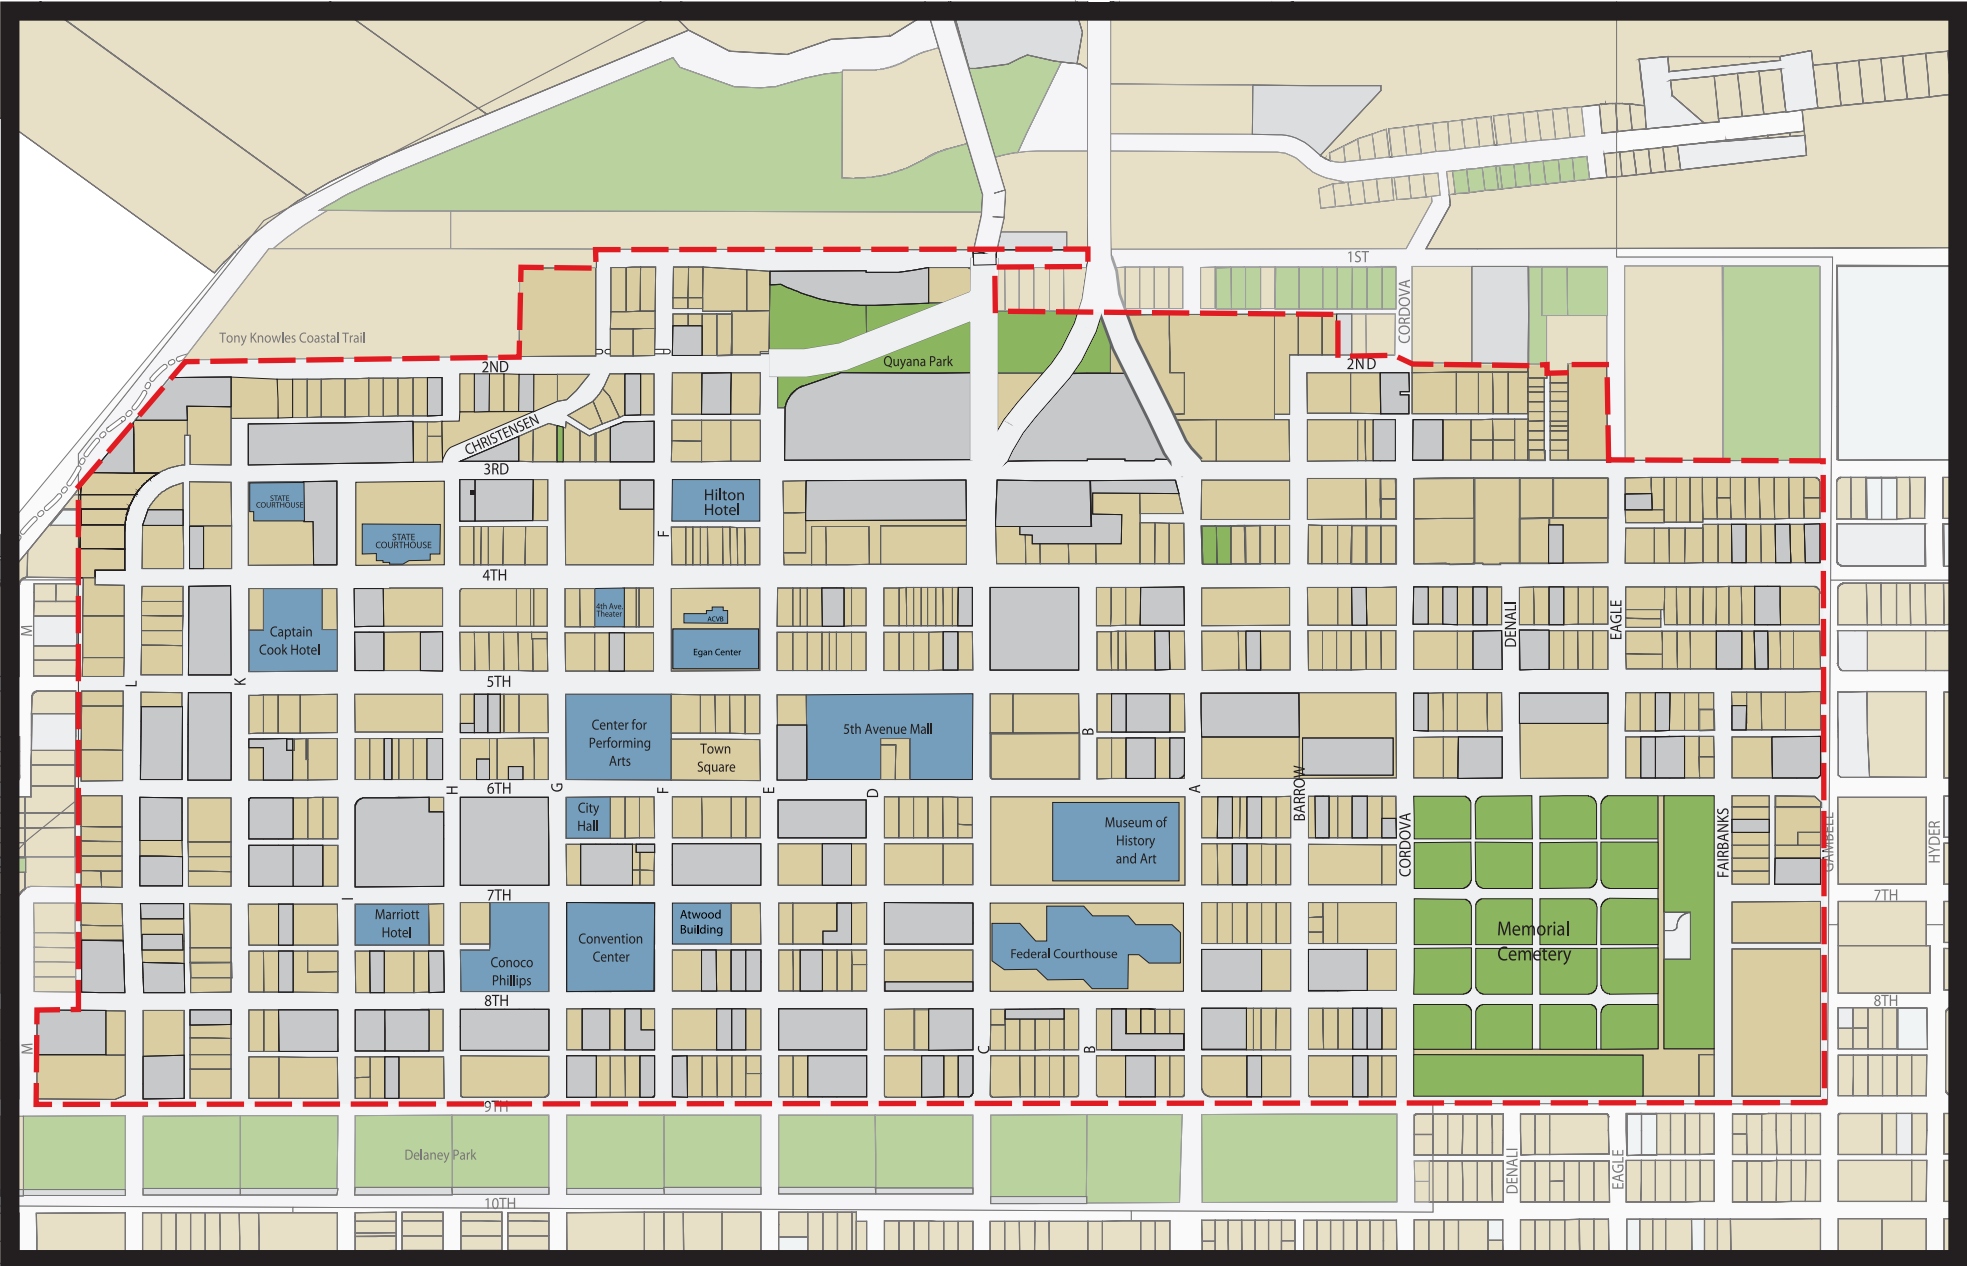 1ST
CORDOVA
Tony Knowles Coastal Trail
2ND
Quyana Park
2ND
CHRISTENSEN
3RD
STATE
COURTHOUSE
Hilton
Hotel
STATE
COURTHOUSE
F
4TH
4th Ave.
Theater
ACVB
DENALI
EAGLE
M
Captain
Cook Hotel
Egan Center
L
K
5TH
Center for
Performing
Arts
Town
Square
5th Avenue Mall
B
BARROW
H
6TH
G
F
E
D
A
City
Hall
Museum of
History
and Art
CORDOVA
FAIRBANKS
GAMBELL
HYDER
I
7TH
7TH
Marriott
Hotel
Atwood
Building
Conoco
Phillips
Convention
Center
Federal Courthouse
Memorial
Cemetery
8TH
8TH
M
C
B
9TH
Delaney Park
DENALI
EAGLE
10TH